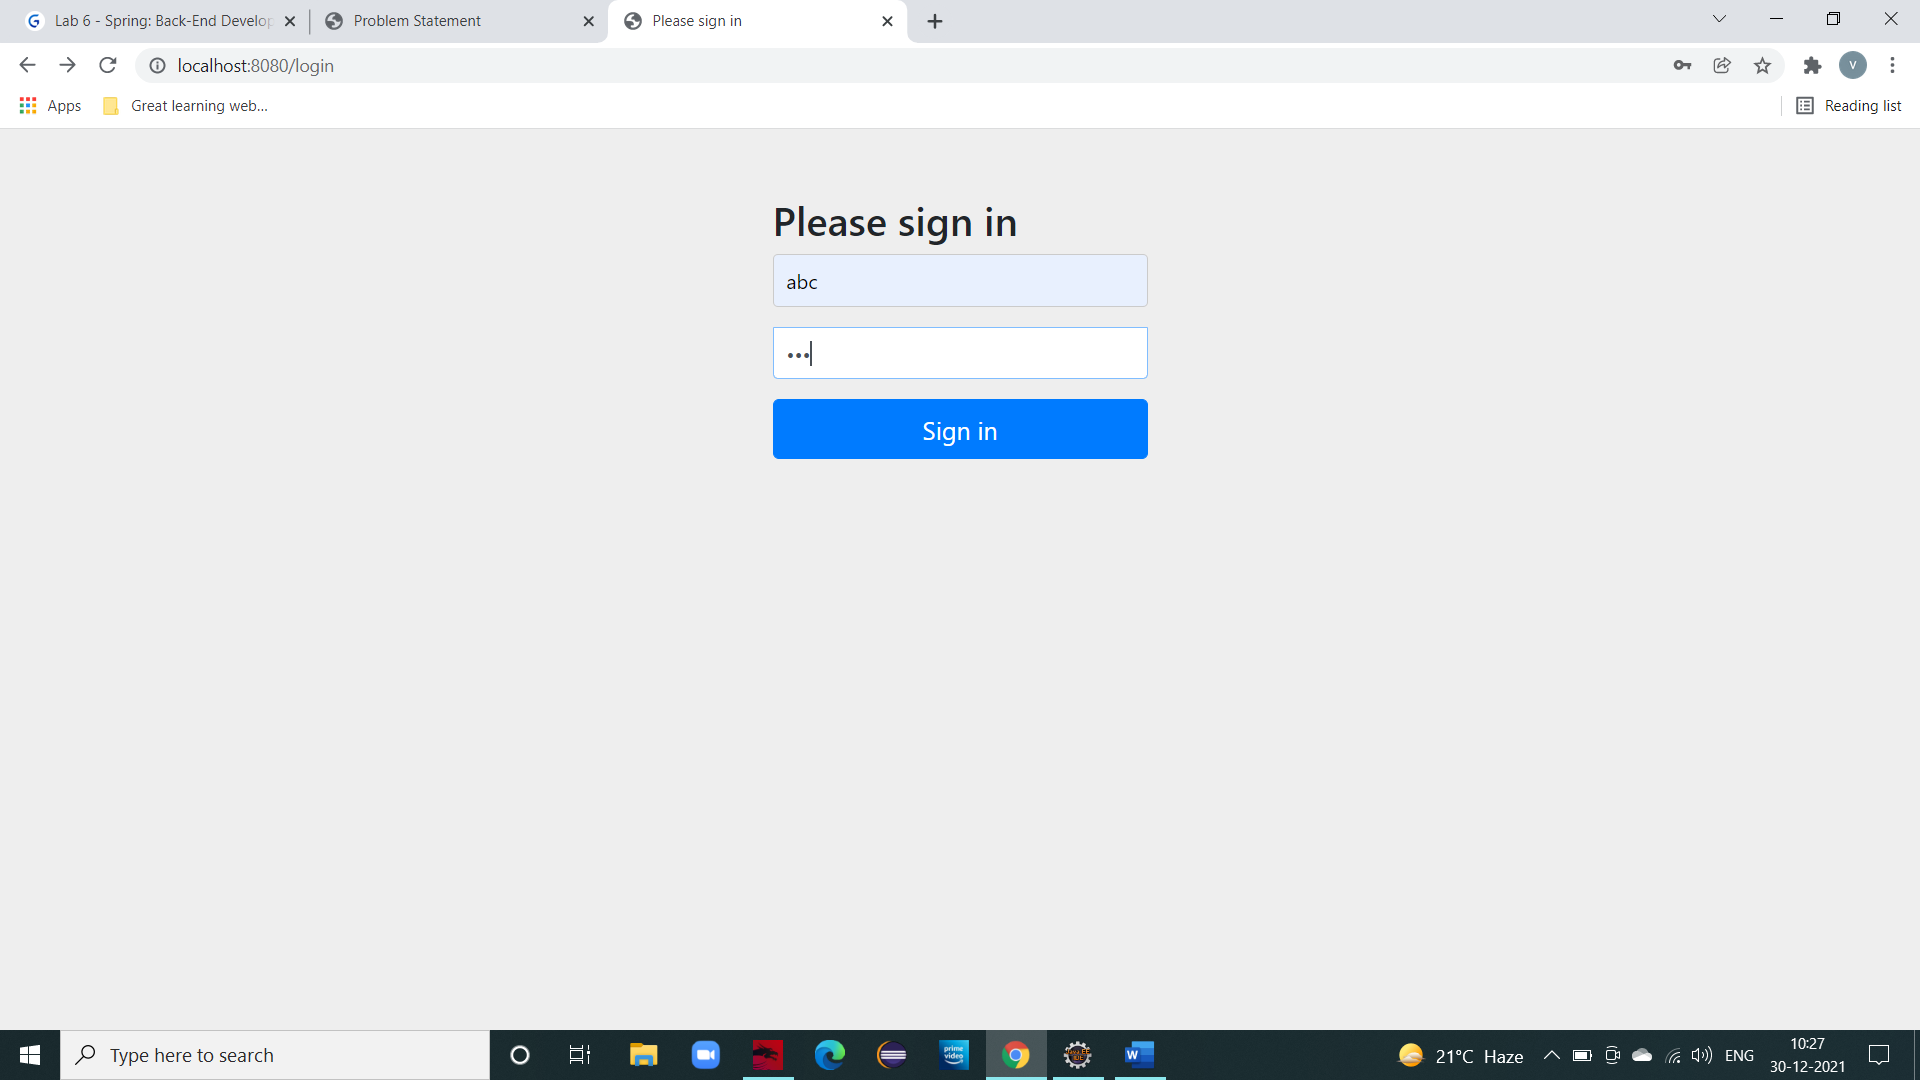 Lab 6 - Spring: Back-End Develop
Problem Statement
Please sign in
localhost:8080/login
V
Apps
Great learning web...
Reading list
Please sign in
abc
•••
Sign in
Type here to search
prime video
W
21°C Haze
ENG
10:27
30-12-2021